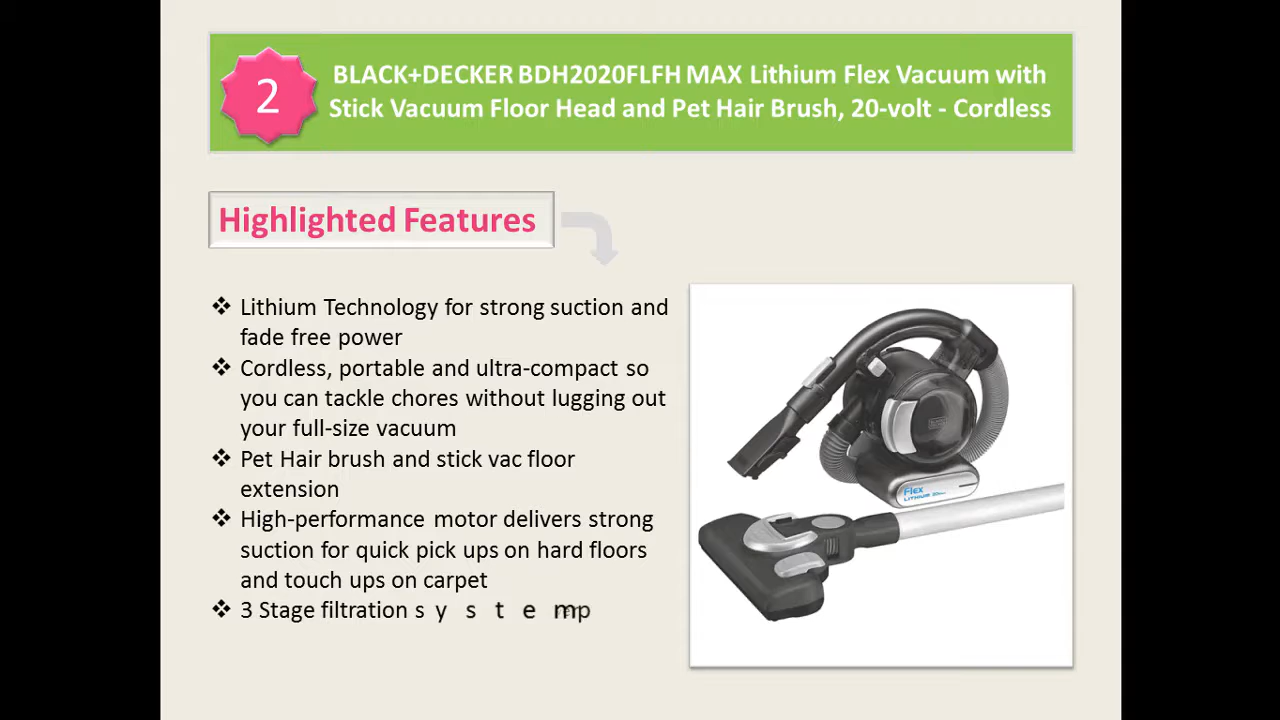 2
BLACK+DECKER BDH2020FLFH MAX Lithium Flex Vacuum with
Stick Vacuum Floor Head and Pet Hair Brush, 20-volt - Cordless
Highlighted Features
❖ Lithium Technology for strong suction and
fade free power
❖ Cordless, portable and ultra-compact so
you can tackle chores without lugging out
your full-size vacuum
❖ Pet Hair brush and stick vac floor
extension
❖ High-performance motor delivers strong
suction for quick pick ups on hard floors
and touch ups on carpet
❖ 3 Stage filtration s y s t e m
Flex
LITHIUM